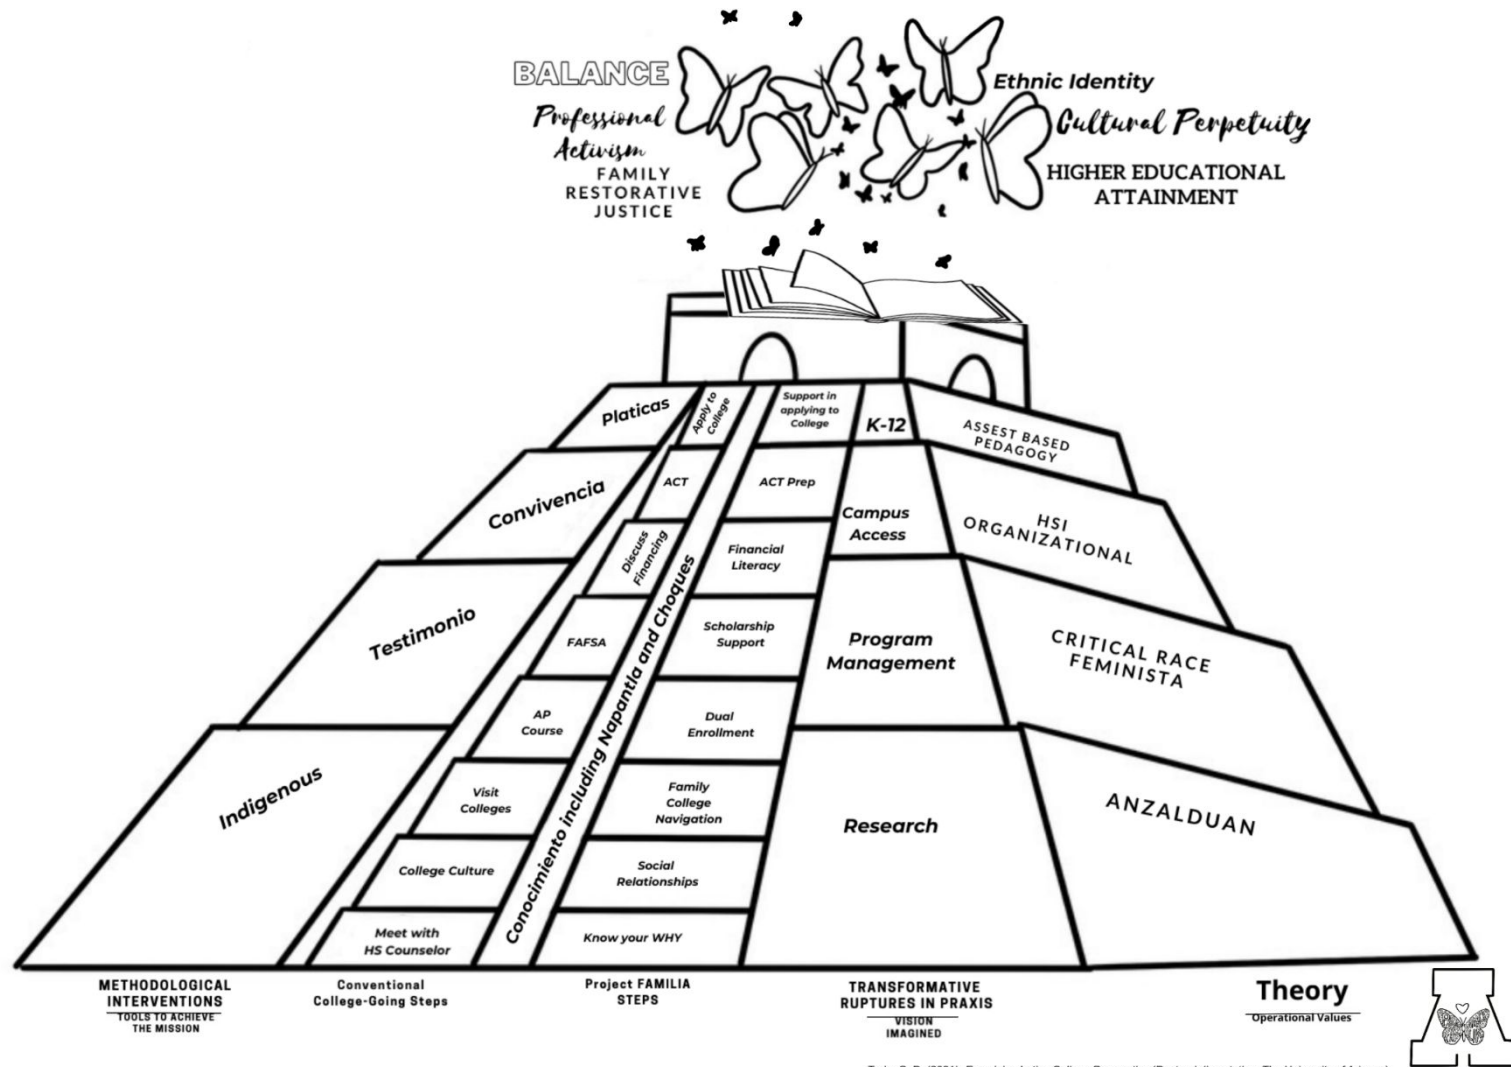 BALANCE
Professional
Activism
FAMILY
RESTORATIVE
JUSTICE
Ethnic Identity
Cultural Perpetuity
HIGHER EDUCATIONAL
ATTAINMENT
Platicas
Convivencia
Testimonio
Indigenous
Apply to
College
ACT
Discuss
Financing
FAFSA
AP
Course
Visit
Colleges
College Culture
Meet with
HS Counselor
Conocimiento including Napantla and Choques
Support in
applying to
College
ACT Prep
Financial
Literacy
Scholarship
Support
Dual
Enrollment
Family
College
Navigation
Social
Relationships
Know your WHY
K-12
Campus
Access
Program
Management
Research
ASSEST BASED
PEDAGOGY
HSI
ORGANIZATIONAL
CRITICAL RACE
FEMINISTA
ANZALDUAN
METHODOLOGICAL
INTERVENTIONS
TOOLS TO ACHIEVE
THE MISSION
Conventional
College-Going Steps
Project FAMILIA
STEPS
TRANSFORMATIVE
RUPTURES IN PRAXIS
VISION
IMAGINED
Theory
Operational Values
A